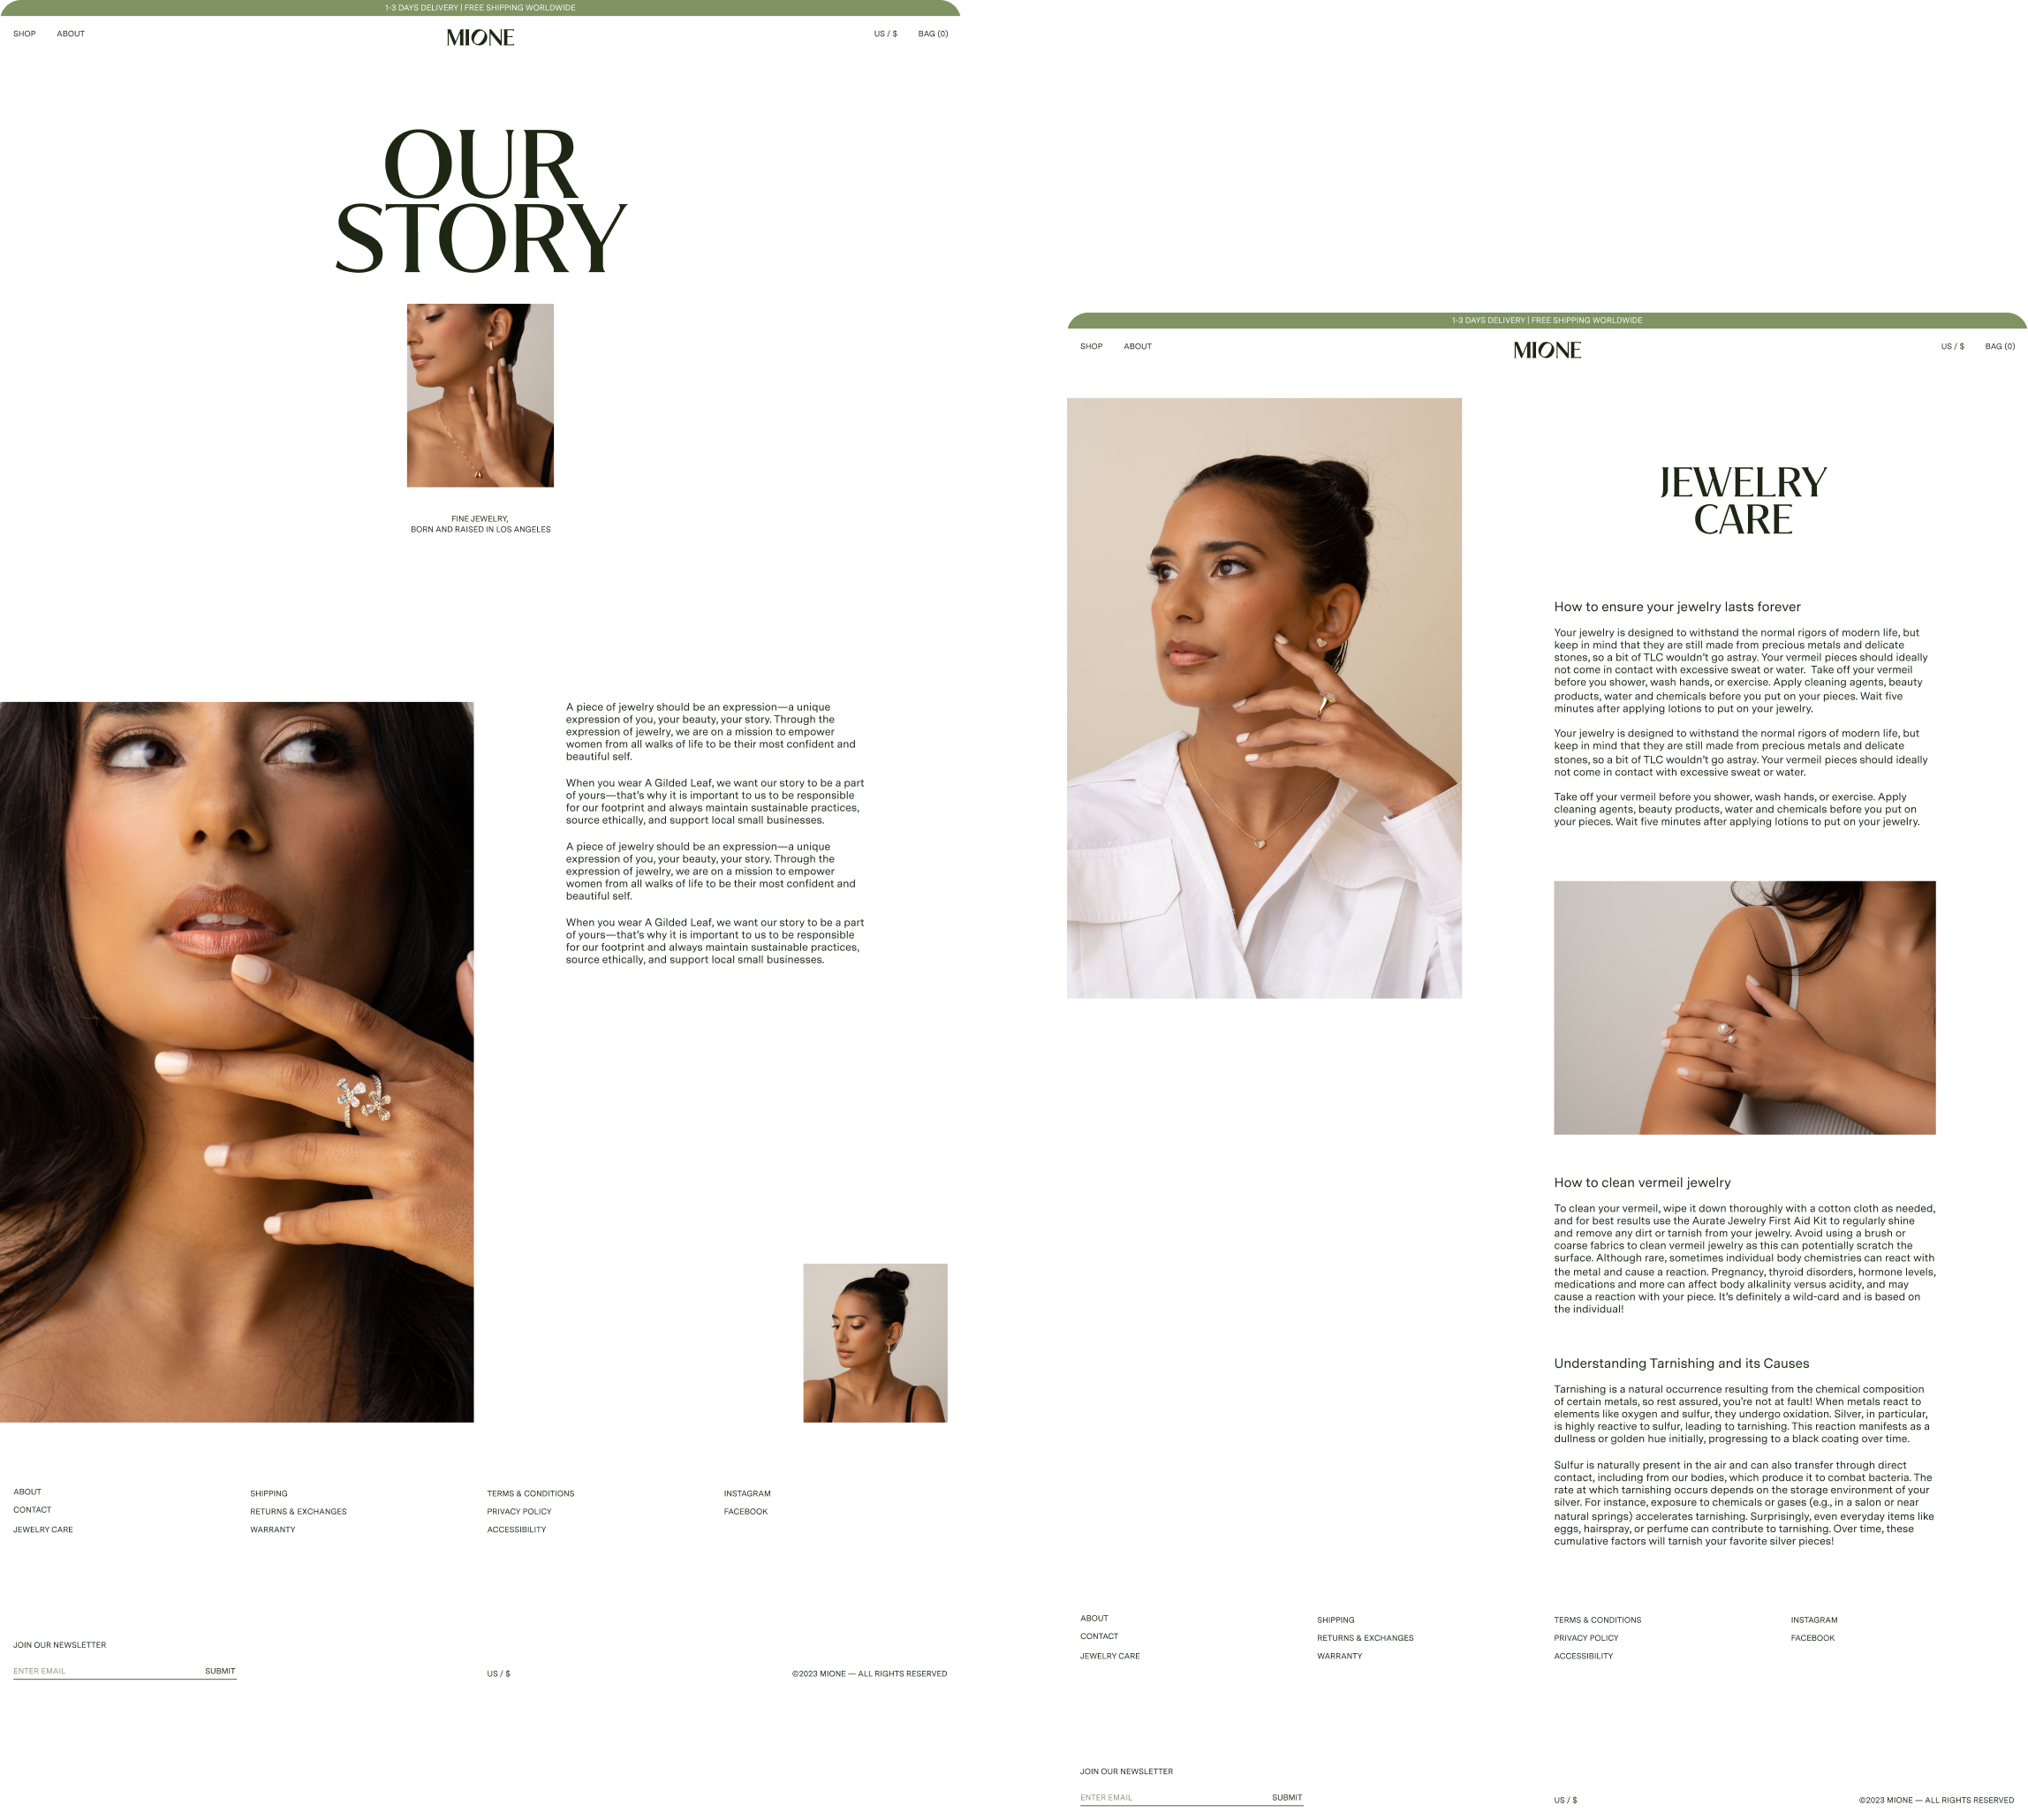 1-3 DAYS DELIVERY | FREE SHIPPING WORLDWIDE
SHOP
ABOUT
MIONE
US / $
BAG (0)
OUR
STORY
FINE JEWELRY,
BORN AND RAISED IN LOS ANGELES
A piece of jewelry should be an expression—a unique
expression of you, your beauty, your story. Through the
expression of jewelry, we are on a mission to empower
women from all walks of life to be their most confident and
beautiful self.
When you wear A Gilded Leaf, we want our story to be a part
of yours—that's why it is important to us to be responsible
for our footprint and always maintain sustainable practices,
source ethically, and support local small businesses.
A piece of jewelry should be an expression—a unique
expression of you, your beauty, your story. Through the
expression of jewelry, we are on a mission to empower
women from all walks of life to be their most confident and
beautiful self.
When you wear A Gilded Leaf, we want our story to be a part
of yours—that's why it is important to us to be responsible
for our footprint and always maintain sustainable practices,
source ethically, and support local small businesses.
ABOUT
CONTACT
JEWELRY CARE
SHIPPING
RETURNS & EXCHANGES
WARRANTY
TERMS & CONDITIONS
PRIVACY POLICY
ACCESSIBILITY
INSTAGRAM
FACEBOOK
JOIN OUR NEWSLETTER
ENTER EMAIL
SUBMIT
US / $
©2023 MIONE — ALL RIGHTS RESERVED
1-3 DAYS DELIVERY | FREE SHIPPING WORLDWIDE
SHOP
ABOUT
MIONE
US / $
BAG (0)
JEWELRY
CARE
How to ensure your jewelry lasts forever
Your jewelry is designed to withstand the normal rigors of modern life, but
keep in mind that they are still made from precious metals and delicate
stones, so a bit of TLC wouldn't go astray. Your vermeil pieces should ideally
not come in contact with excessive sweat or water.  Take off your vermeil
before you shower, wash hands, or exercise. Apply cleaning agents, beauty
products, water and chemicals before you put on your pieces. Wait five
minutes after applying lotions to put on your jewelry.
Your jewelry is designed to withstand the normal rigors of modern life, but
keep in mind that they are still made from precious metals and delicate
stones, so a bit of TLC wouldn't go astray. Your vermeil pieces should ideally
not come in contact with excessive sweat or water.
Take off your vermeil before you shower, wash hands, or exercise. Apply
cleaning agents, beauty products, water and chemicals before you put on
your pieces. Wait five minutes after applying lotions to put on your jewelry.
How to clean vermeil jewelry
To clean your vermeil, wipe it down thoroughly with a cotton cloth as needed,
and for best results use the Aurate Jewelry First Aid Kit to regularly shine
and remove any dirt or tarnish from your jewelry. Avoid using a brush or
coarse fabrics to clean vermeil jewelry as this can potentially scratch the
surface. Although rare, sometimes individual body chemistries can react with
the metal and cause a reaction. Pregnancy, thyroid disorders, hormone levels,
medications and more can affect body alkalinity versus acidity, and may
cause a reaction with your piece. It's definitely a wild-card and is based on
the individual!
Understanding Tarnishing and its Causes
Tarnishing is a natural occurrence resulting from the chemical composition
of certain metals, so rest assured, you're not at fault! When metals react to
elements like oxygen and sulfur, they undergo oxidation. Silver, in particular,
is highly reactive to sulfur, leading to tarnishing. This reaction manifests as a
dullness or golden hue initially, progressing to a black coating over time.
Sulfur is naturally present in the air and can also transfer through direct
contact, including from our bodies, which produce it to combat bacteria. The
rate at which tarnishing occurs depends on the storage environment of your
silver. For instance, exposure to chemicals or gases (e.g., in a salon or near
natural springs) accelerates tarnishing. Surprisingly, even everyday items like
eggs, hairspray, or perfume can contribute to tarnishing. Over time, these
cumulative factors will tarnish your favorite silver pieces!
ABOUT
CONTACT
JEWELRY CARE
SHIPPING
RETURNS & EXCHANGES
WARRANTY
TERMS & CONDITIONS
PRIVACY POLICY
ACCESSIBILITY
INSTAGRAM
FACEBOOK
JOIN OUR NEWSLETTER
ENTER EMAIL
SUBMIT
US / $
©2023 MIONE — ALL RIGHTS RESERVED